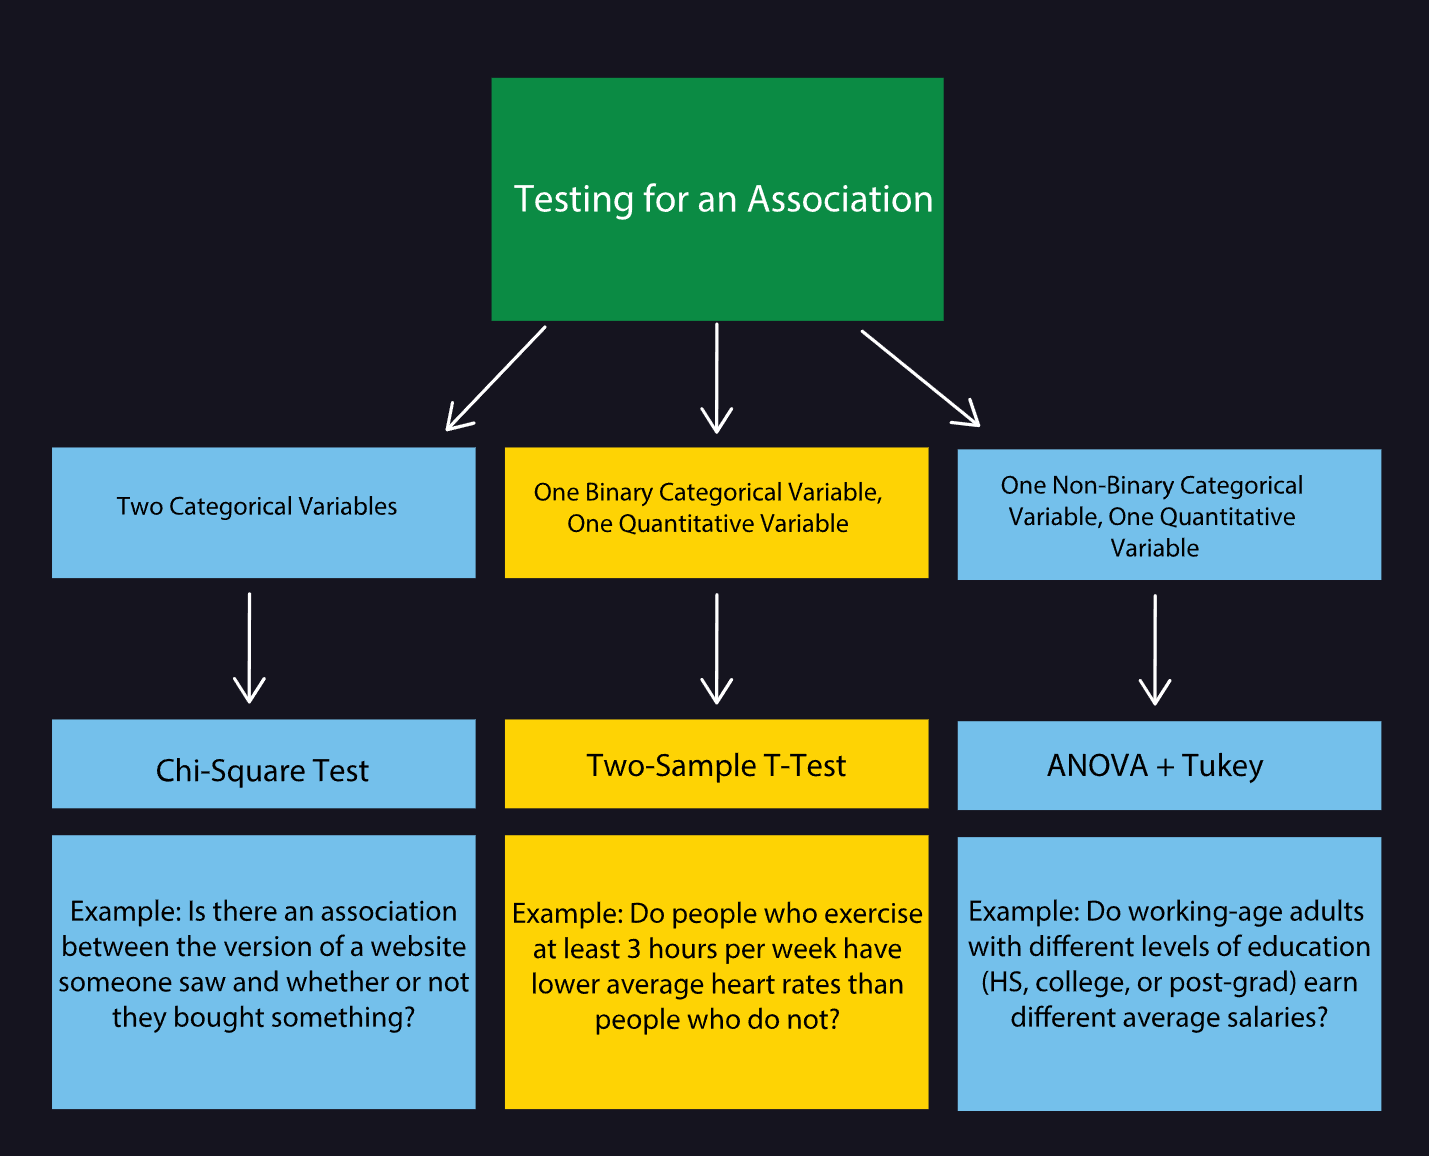 Testing for an Association
Two Categorical Variables
One Binary Categorical Variable,
One Quantitative Variable
One Non-Binary Categorical
Variable, One Quantitative
Variable
Chi-Square Test
Two-Sample T-Test
ANOVA + Tukey
Example: Is there an association
between the version of a website
someone saw and whether or not
they bought something?
Example: Do people who exercise
at least 3 hours per week have
lower average heart rates than
people who do not?
Example: Do working-age adults
with different levels of education
(HS, college, or post-grad) earn
different average salaries?